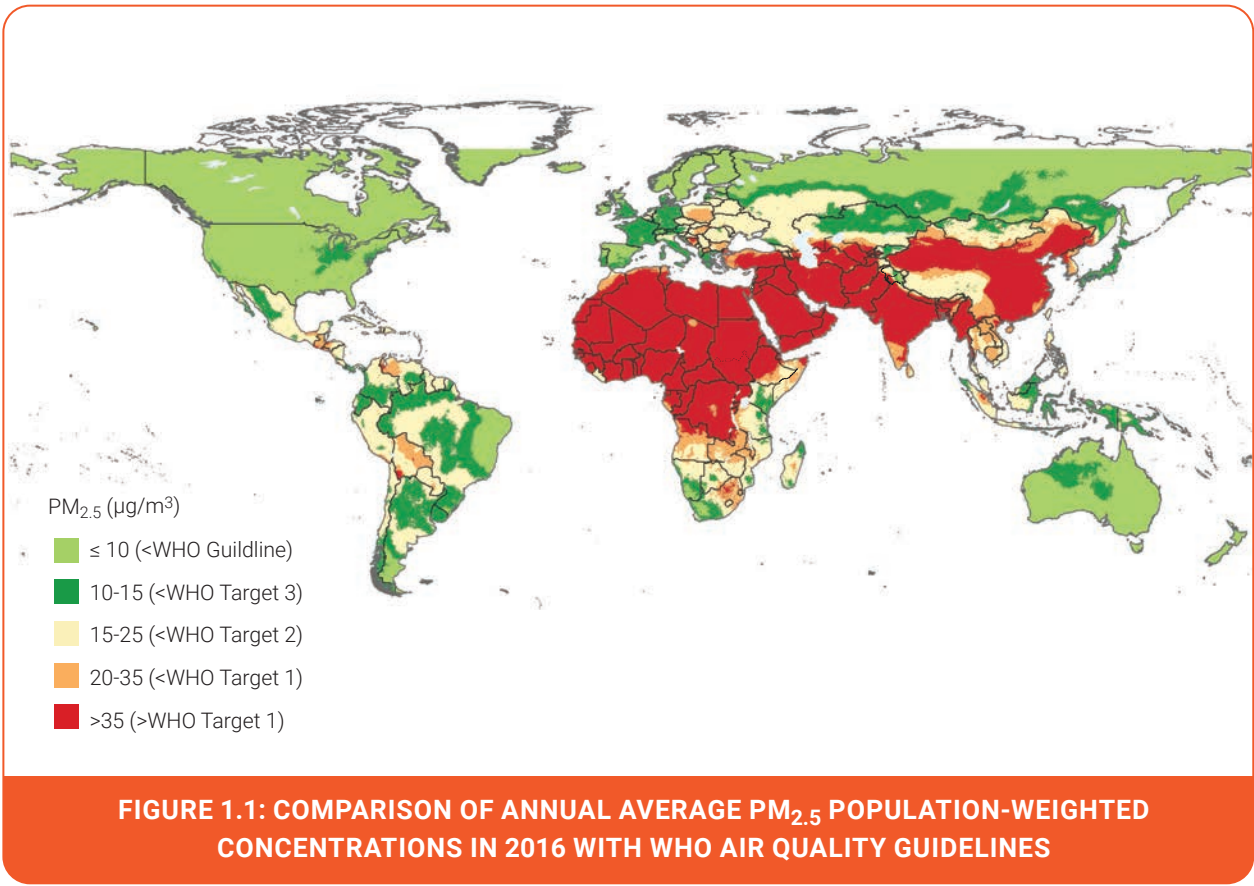 PM2.5 (µg/m³)
≤ 10 (<WHO Guildline)
10-15 (<WHO Target 3)
15-25 (<WHO Target 2)
20-35 (<WHO Target 1)
>35 (>WHO Target 1)
FIGURE 1.1: COMPARISON OF ANNUAL AVERAGE PM2.5 POPULATION-WEIGHTED
CONCENTRATIONS IN 2016 WITH WHO AIR QUALITY GUIDELINES